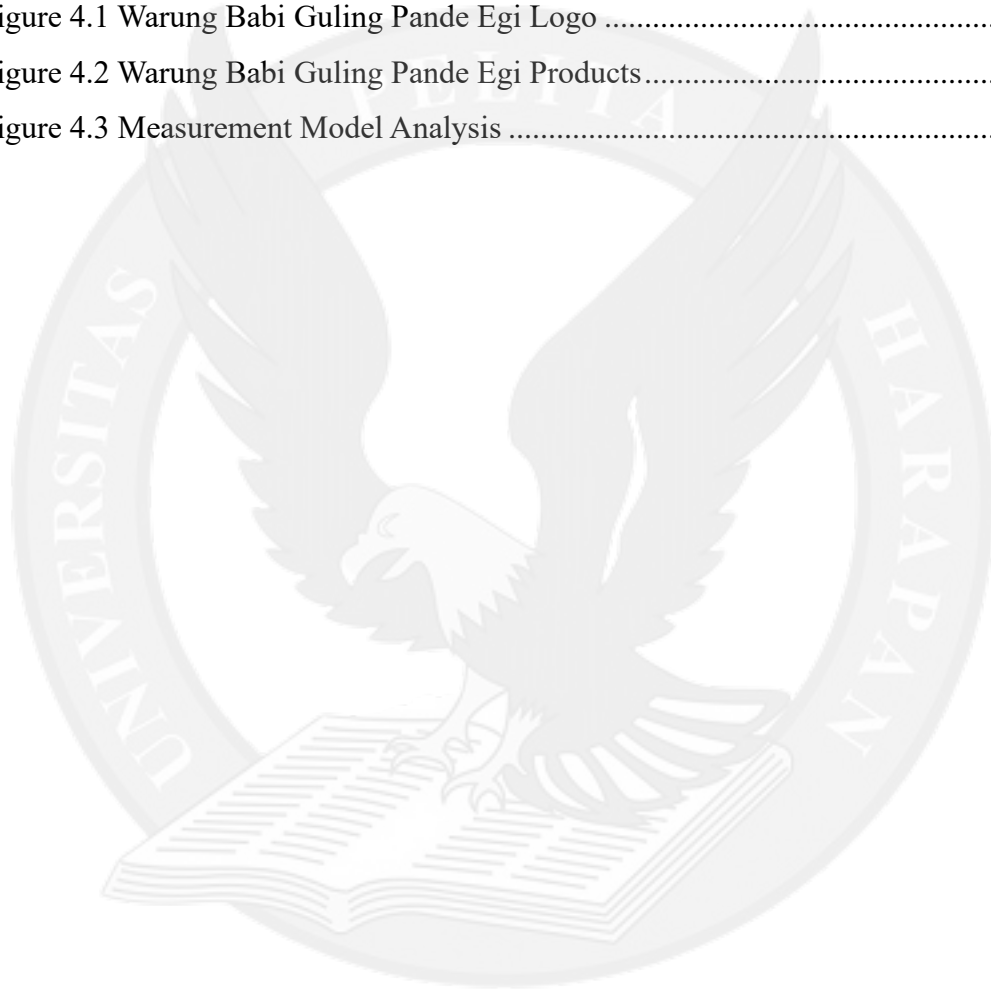 igure 4.1 Warung Babi Guling Pande Egi Logo ................................................
igure 4.2 Warung Babi Guling Pande Egi Products...........................................
igure 4.3 Measurement Model Analysis ............................................................
UNIVERSITAS PELITA HARAPAN